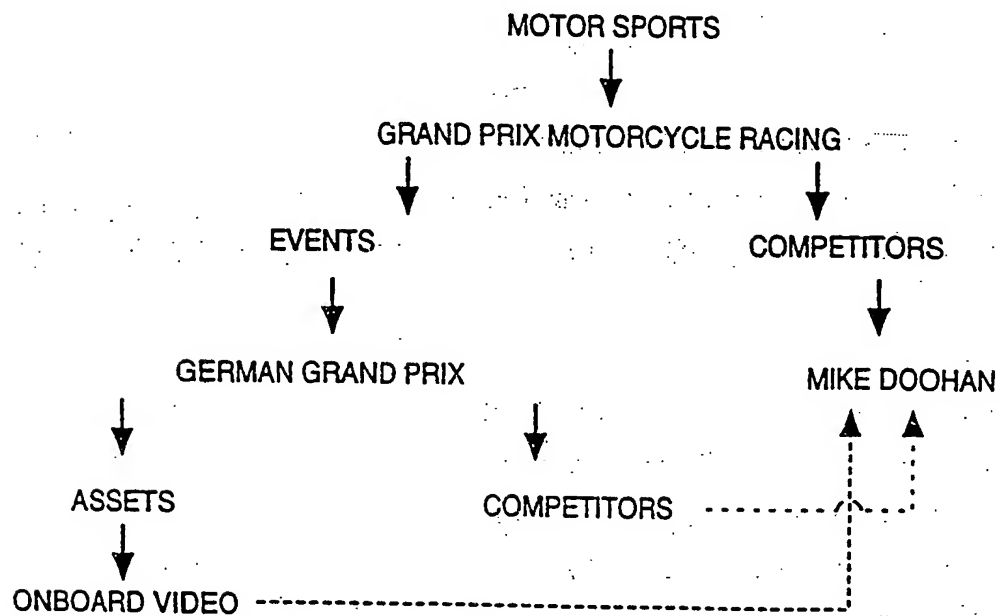 MOTOR SPORTS
GRAND PRIX MOTORCYCLE RACING
EVENTS
COMPETITORS
GERMAN GRAND PRIX
MIKE DOOHAN
ASSETS
COMPETITORS
ONBOARD VIDEO